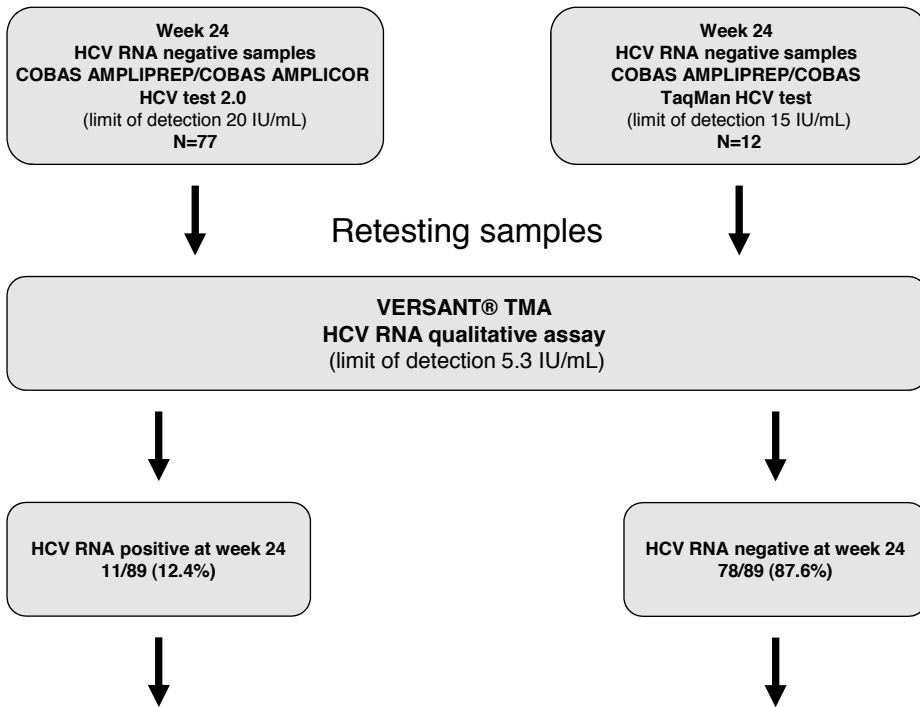 Week 24
HCV RNA negative samples
COBAS AMPLIPREP/COBAS AMPLICOR
HCV test 2.0
(limit of detection 20 IU/mL)
N=77
Week 24
HCV RNA negative samples
COBAS AMPLIPREP/COBAS
TaqMan HCV test
(limit of detection 15 IU/mL)
N=12
Retesting samples
VERSANT® TMA
HCV RNA qualitative assay
(limit of detection 5.3 IU/mL)
HCV RNA positive at week 24
11/89 (12.4%)
HCV RNA negative at week 24
78/89 (87.6%)